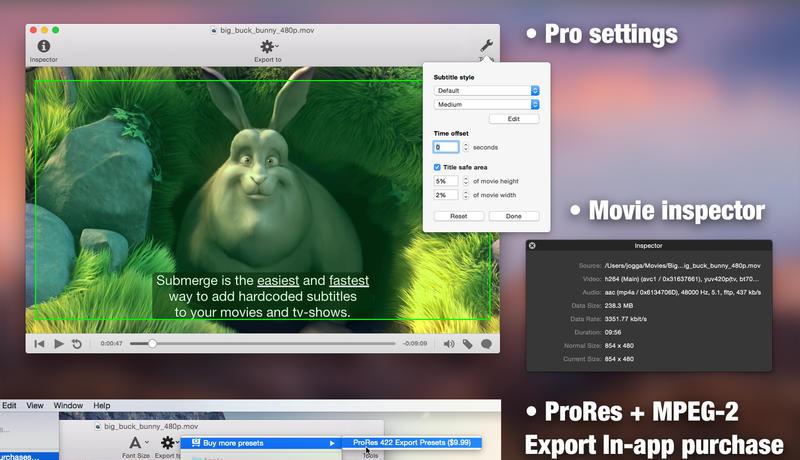 big_buck_bunny_480p.mov
Inspector
Export to
• Pro settings
Subtitle style
Default
Medium
Edit
Time offset
0 seconds
Title safe area
5% of movie height
2% of movie width
Reset Done
Submerge is the easiest and fastest
way to add hardcoded subtitles
to your movies and tv-shows.
0:00:47 -0:09:09
• Movie inspector
Inspector
Source: /Users/jogga/Movies/Big...ig_buck_bunny_480p.mov
Video: h264 (Main) (avc1 / 0x31637661), yuv420p(tv, bt70...
Audio: aac (mp4a / 0x6134706D), 48000 Hz, 5.1, fltp, 437 kb/s
Data Size: 238.3 MB
Data Rate: 3351.77 kbit/s
Duration: 09:56
Normal Size: 854 x 480
Current Size: 854 x 480
• ProRes + MPEG-2
Export In-app purchase
Edit View Window Help
big_buck_bunny_480p.mov
Font Size Export to
Buy more presets
ProRes 422 Export Presets ($9.99)
Tools
urchases...